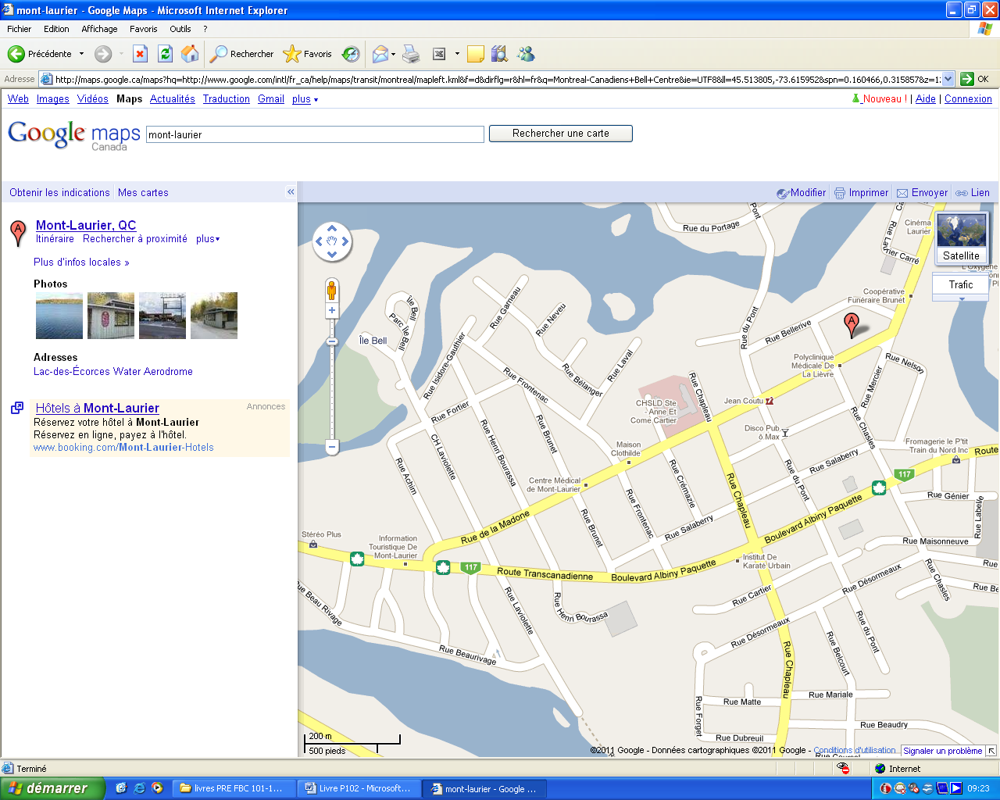 mont-laurier - Google Maps - Microsoft Internet Explorer
Fichier Edition Affichage Favoris Outils ?
Précédente Rechercher Favoris
Adresse http://maps.google.ca/maps?hq=http://www.google.com/intl/fr_ca/help/maps/transit/montreal/mapleft.kml&f=d&dirflg=r&hl=fr&q=Montreal-Canadiens+Bell+Centre&ie=UTF8&ll=45.513805,-73.615952&spn=0.160466,0.315857&z=1 OK
Web Images Vidéos Maps Actualités Traduction Gmail plus Nouveau ! | Aide | Connexion
Google maps
Canada
mont-laurier Rechercher une carte
Obtenir les indications Mes cartes « Modifier Imprimer Envoyer Lien
A Mont-Laurier, QC
Itinéraire Rechercher à proximité plus
Plus d'infos locales »
Photos
Adresses
Lac-des-Écorces Water Aerodrome
Hôtels à Mont-Laurier Annonces
Réservez votre hôtel à Mont-Laurier
Réservez en ligne, payez à l'hôtel.
www.booking.com/Mont-Laurier-Hotels
Satellite
Trafic
Rue du Portage
Cinéma
Laurier
Rue Laurier Carré
L'Oxygène
Coopérative
Funéraire Brunet
A
Rue du Pont
Rue Bellerive
Île Bell
Parc Île Bell
Île Bell
Rue Garneau
Rue Neveu
Rue Isidore-Gauthier
Rue Bélanger
Rue Laval
Rue Frontenac
Polyclinique
Médicale De
La Lièvre
Rue Nelson
Rue Mercier
Rue Chapleau
Jean Coutu
CHSLD Ste
- Anne Et
Come Cartier
Rue Fortier
Disco Pub
ô.Max
Rue Chasles
Fromagerie le P'tit
Train du Nord Inc
Route
Maison
Clothilde
CH Laviolette
Rue Henri Bourassa
Rue Brunet
Rue Achim
Centre Médical
de Mont-Laurier
Rue Crémazie
Rue Chapleau
Rue du Pont
Rue Salaberry
117
Rue Génier
Rue Labelle
Rue de la Madone
Rue Brunet
Rue Frontenac
Rue Salaberry
Boulevard Albiny Paquette
Rue Maisonneuve
Stéréo Plus
Information
Touristique De
Mont-Laurier
117
Route Transcanadienne
Boulevard Albiny Paquette
Institut De
Karaté Urbain
Rue Désormeaux
Rue Chasles
Rue Be
Rue Cartier
Rue Beau Rivage
Rue Laviolette
Rue Henri Bourassa
Rue Désormeaux
Rue du Pont
Rue Belcourt
Rue Beaurivage
Rue Chapleau
Rue Mariale
Rue Matte
Rue Forget
Rue Beaudry
Rue Dubreuil
200 m
500 pieds
©2011 Google - Données cartographiques ©2011 Google - Conditions d'utilisation
Signaler un problème
Terminé Internet
démarrer livres PRE FBC 101-1... Livre P102 - Microsoft... mont-laurier - Google ... 09:23